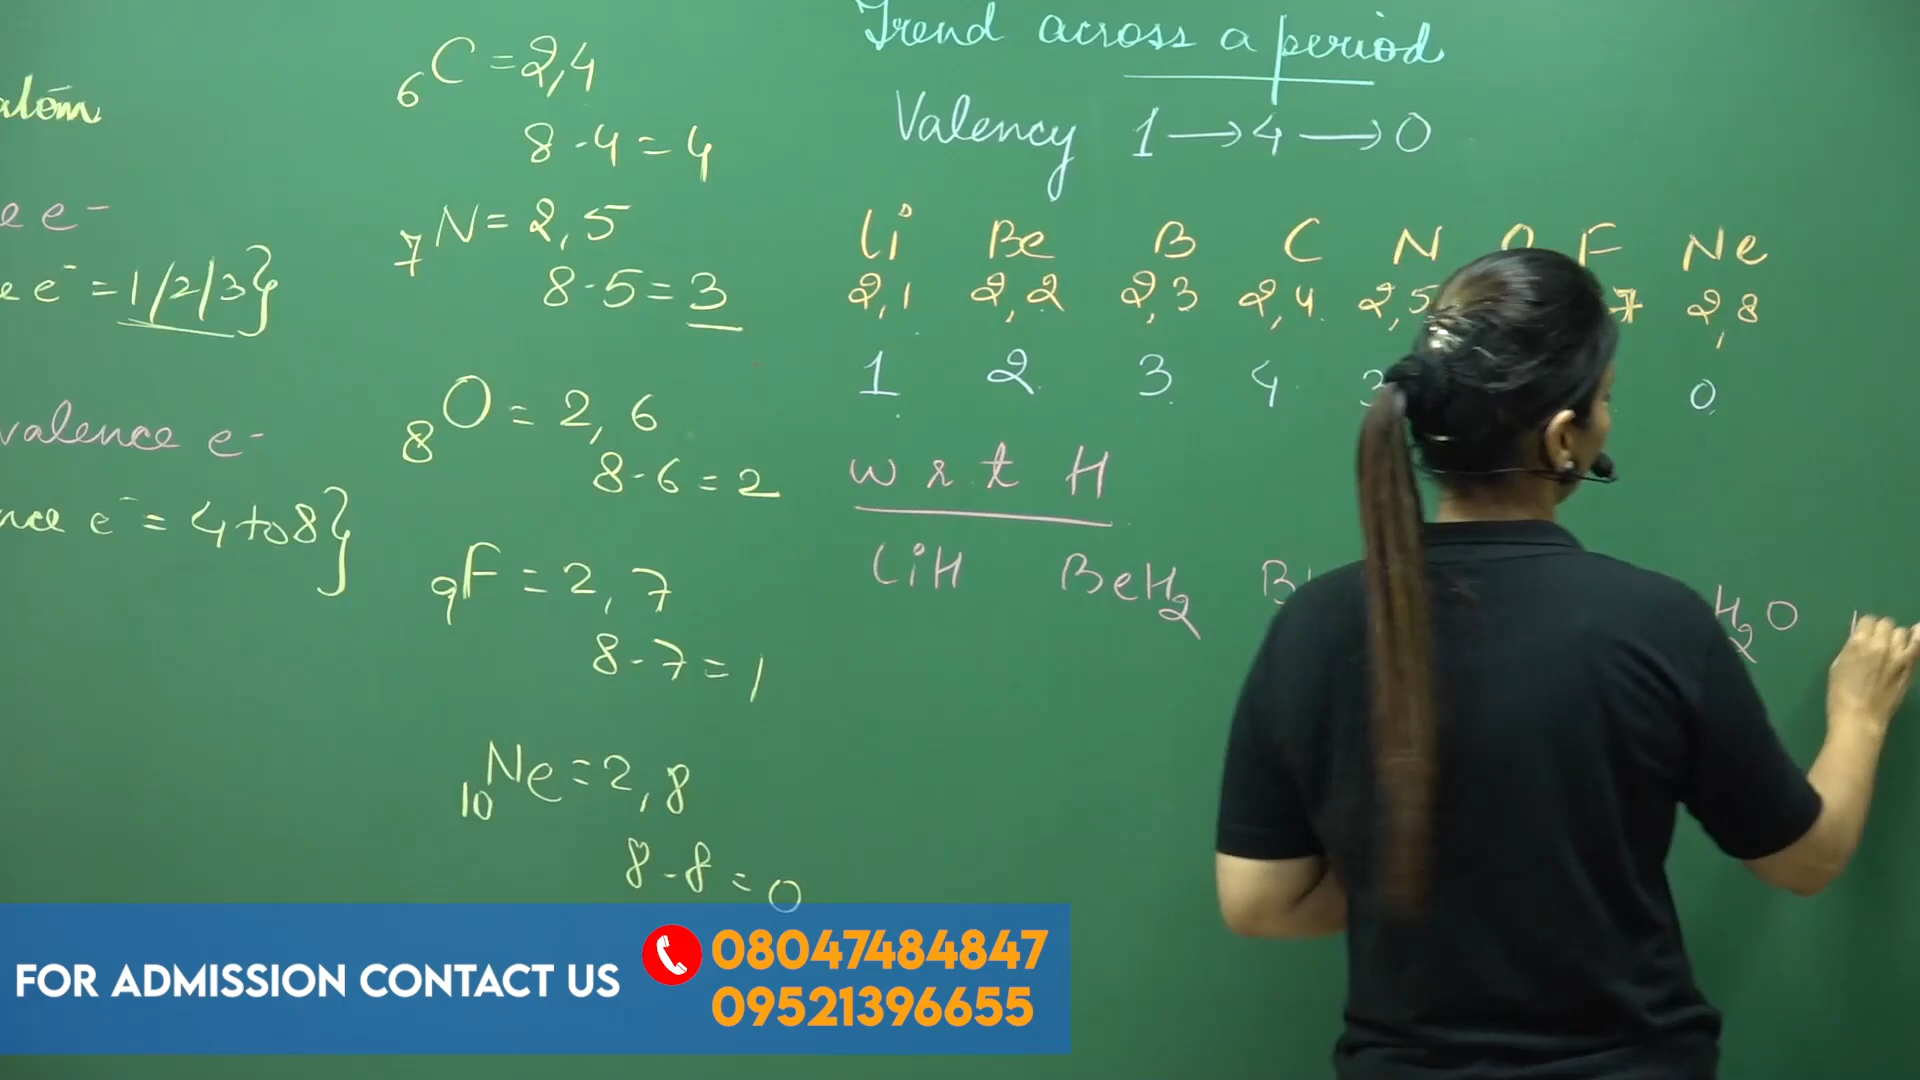 atom
e e-
e e- = 1/2/3}
valence e-
nce e- = 4 to 8}
6C = 2,4
8-4 = 4
7N = 2,5
8-5 = 3
8O = 2,6
8-6 = 2
9F = 2,7
8-7 = 1
10Ne = 2,8
8-8 = 0
Trend across a period
Valency 1 → 4 → 0
Li Be B C N O F Ne
2,1 2,2 2,3 2,4 2,5 7 2,8
1 2 3 4 3 0
w r t H
LiH BeH2 B H2O
FOR ADMISSION CONTACT US
08047484847
09521396655